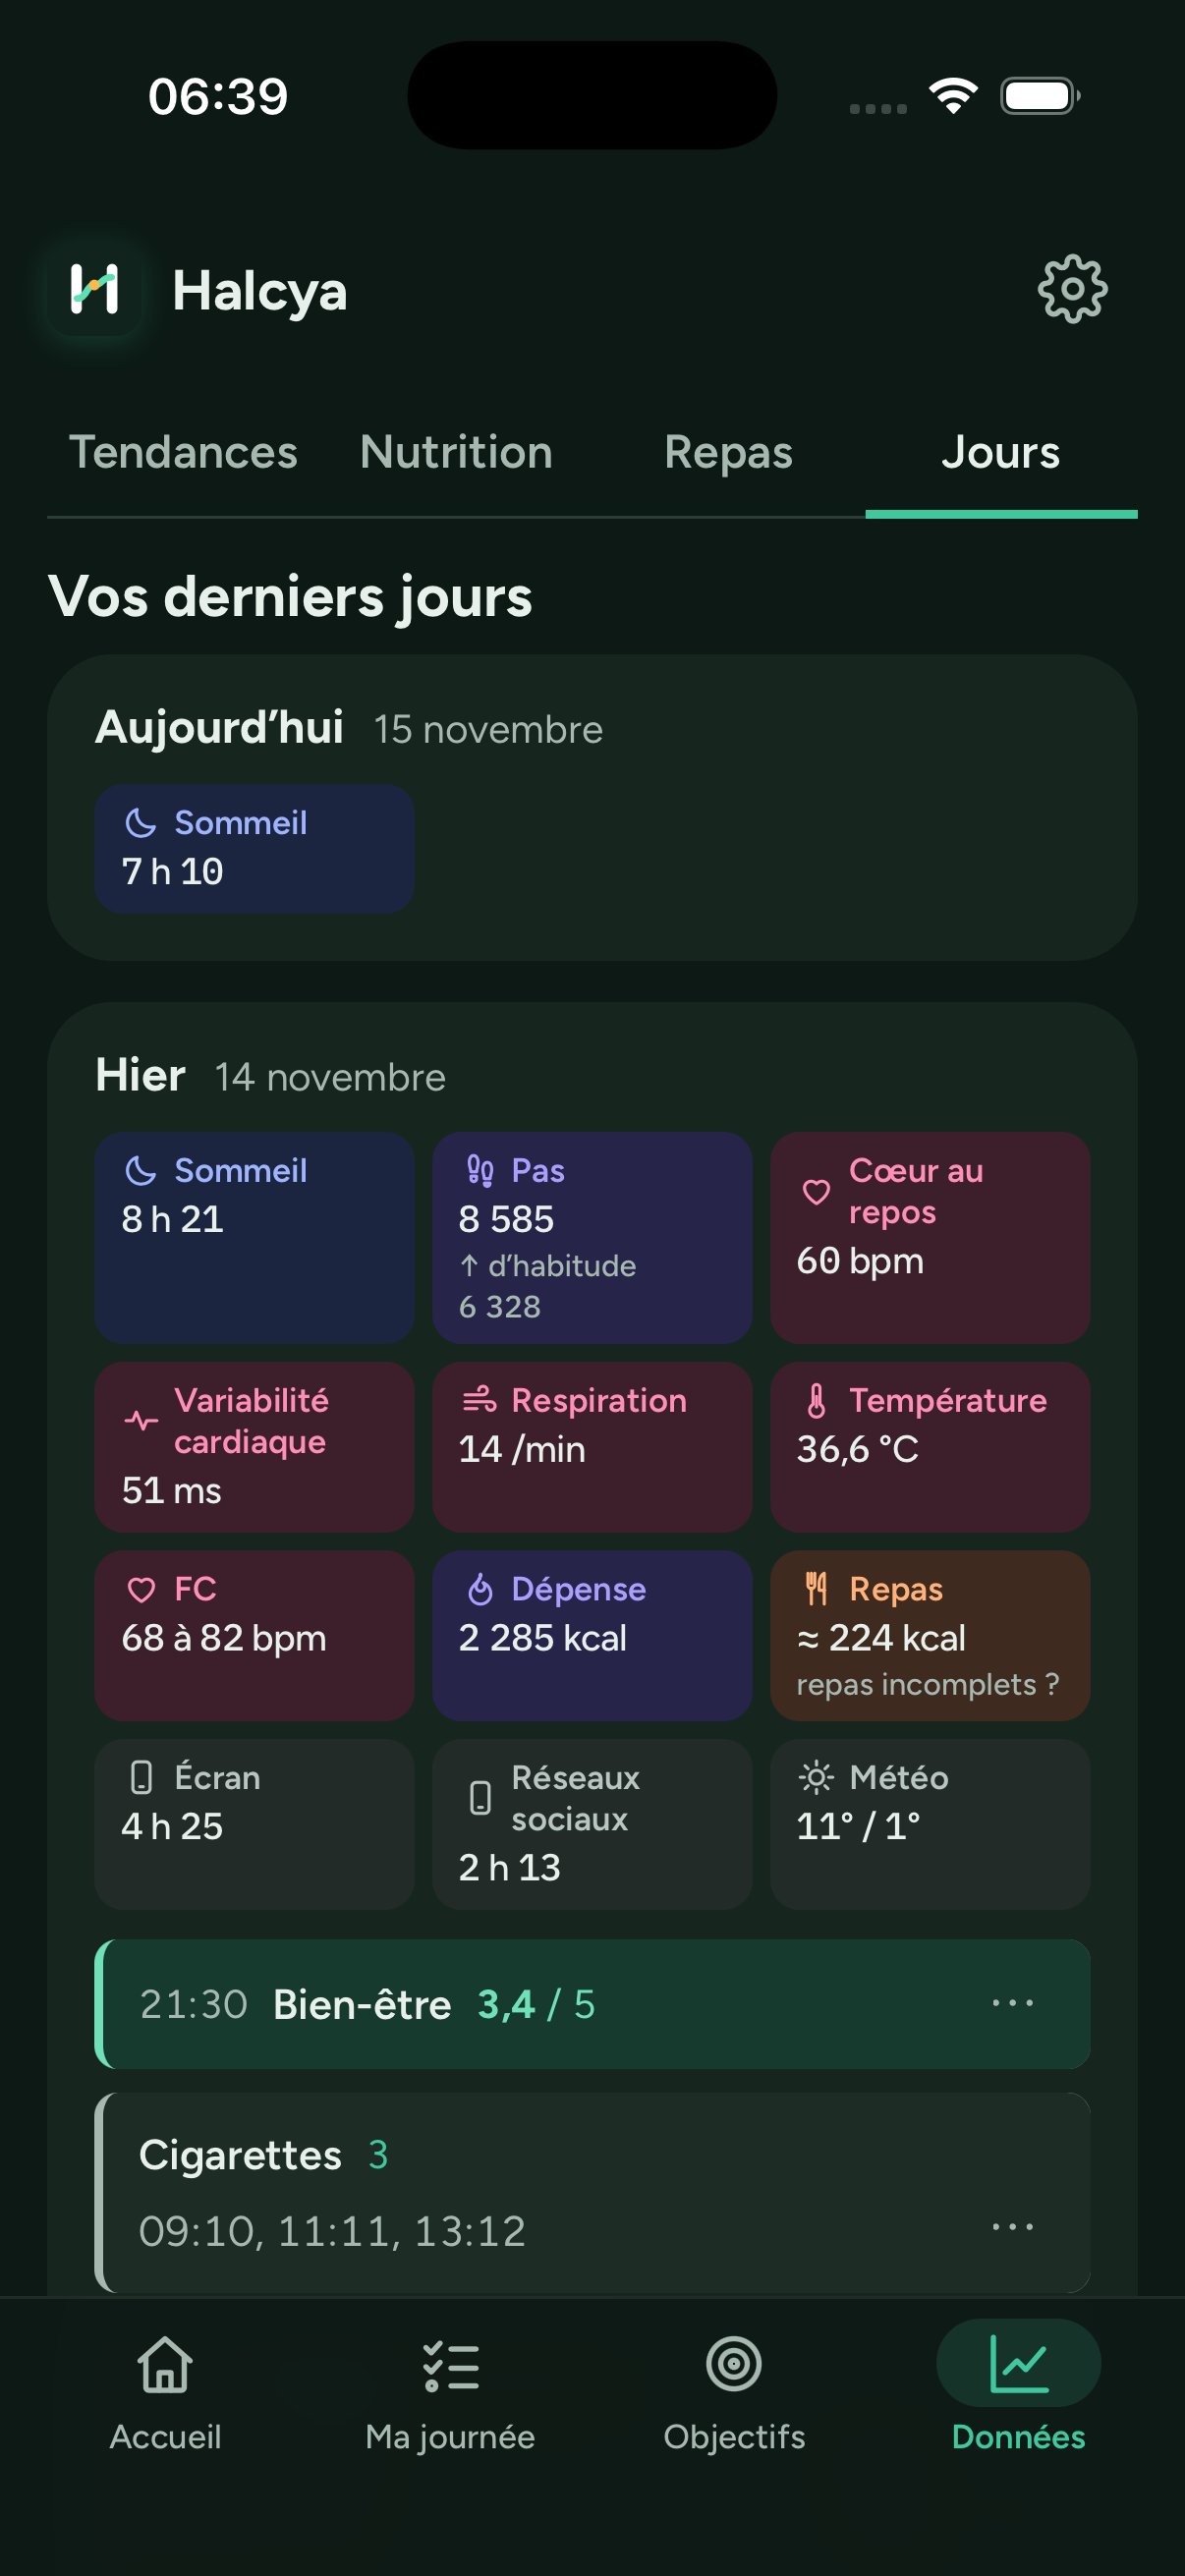 06:39
Halcya
Tendances Nutrition Repas Jours
Vos derniers jours
Aujourd’hui 15 novembre
Sommeil
7 h 10
Hier 14 novembre
Sommeil
8 h 21
Pas
8 585
↑ d’habitude
6 328
Cœur au
repos
60 bpm
Variabilité
cardiaque
51 ms
Respiration
14 /min
Température
36,6 °C
FC
68 à 82 bpm
Dépense
2 285 kcal
Repas
≈ 224 kcal
repas incomplets ?
Écran
4 h 25
Réseaux
sociaux
2 h 13
Météo
11° / 1°
21:30 Bien-être 3,4 / 5
Cigarettes 3
09:10, 11:11, 13:12
Accueil Ma journée Objectifs Données